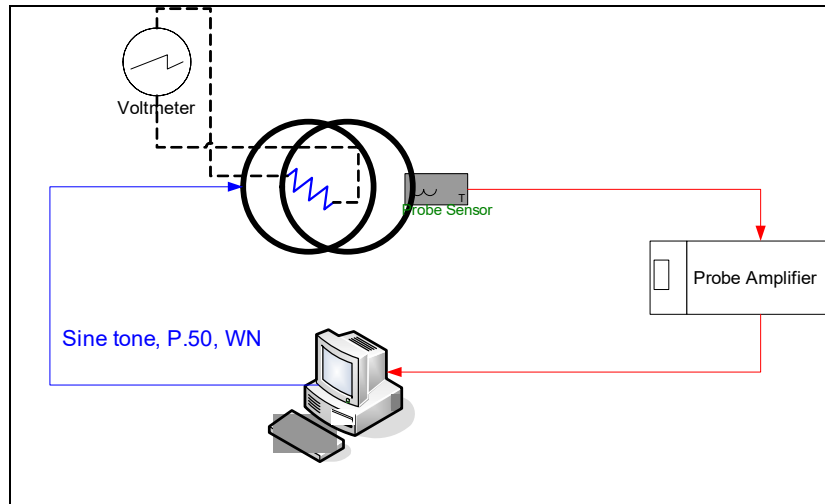 Voltmeter
T
Probe Sensor
Probe Amplifier
Sine tone, P.50, WN